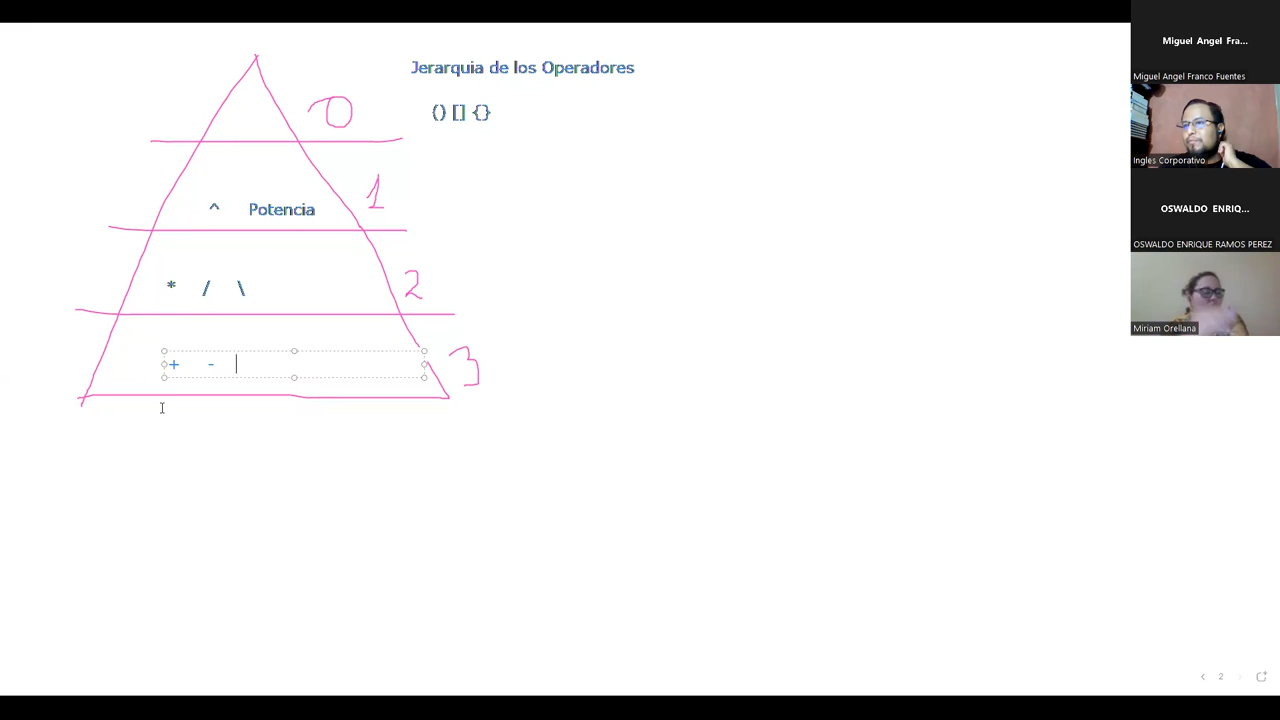 Jerarquia de los Operadores
() [] {}
0
^ Potencia
1
* / \
2
+ -
3
Miguel Angel Fra...
Miguel Angel Franco Fuentes
Ingles Corporativo
OSWALDO ENRIQ...
OSWALDO ENRIQUE RAMOS PEREZ
Miriam Orellana
2